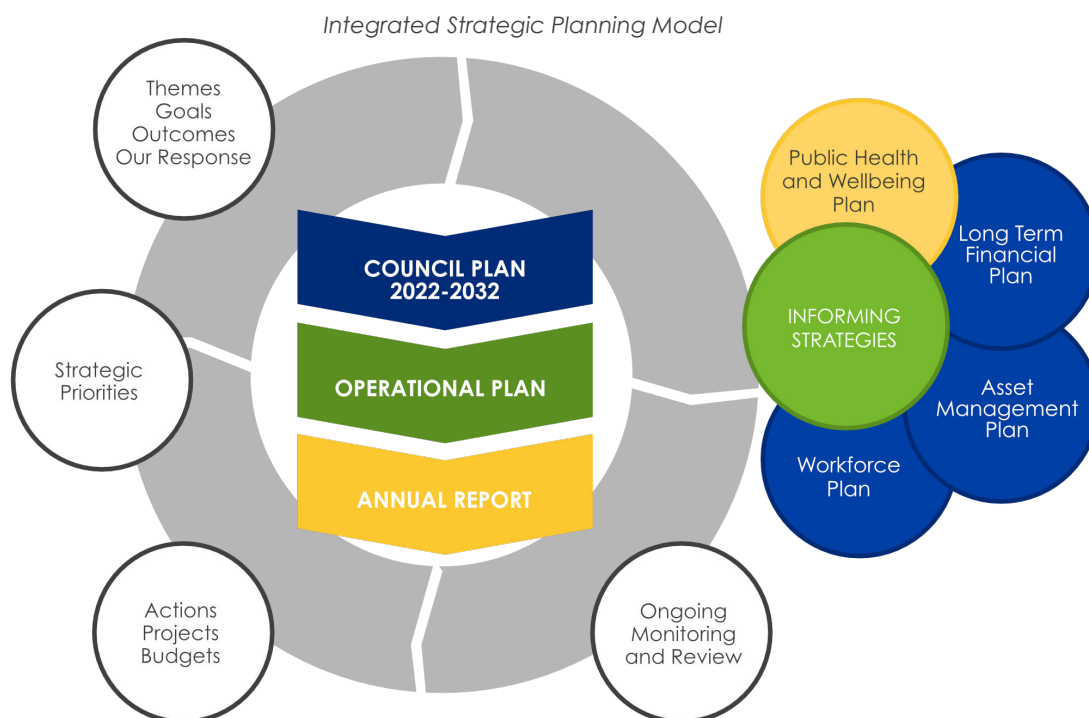 Integrated Strategic Planning Model
Themes
Goals
Outcomes
Our Response
Strategic
Priorities
Actions
Projects
Budgets
COUNCIL PLAN
2022-2032
OPERATIONAL PLAN
ANNUAL REPORT
Ongoing
Monitoring
and Review
Public Health
and Wellbeing
Plan
Long Term
Financial
Plan
INFORMING
STRATEGIES
Asset
Management
Plan
Workforce
Plan